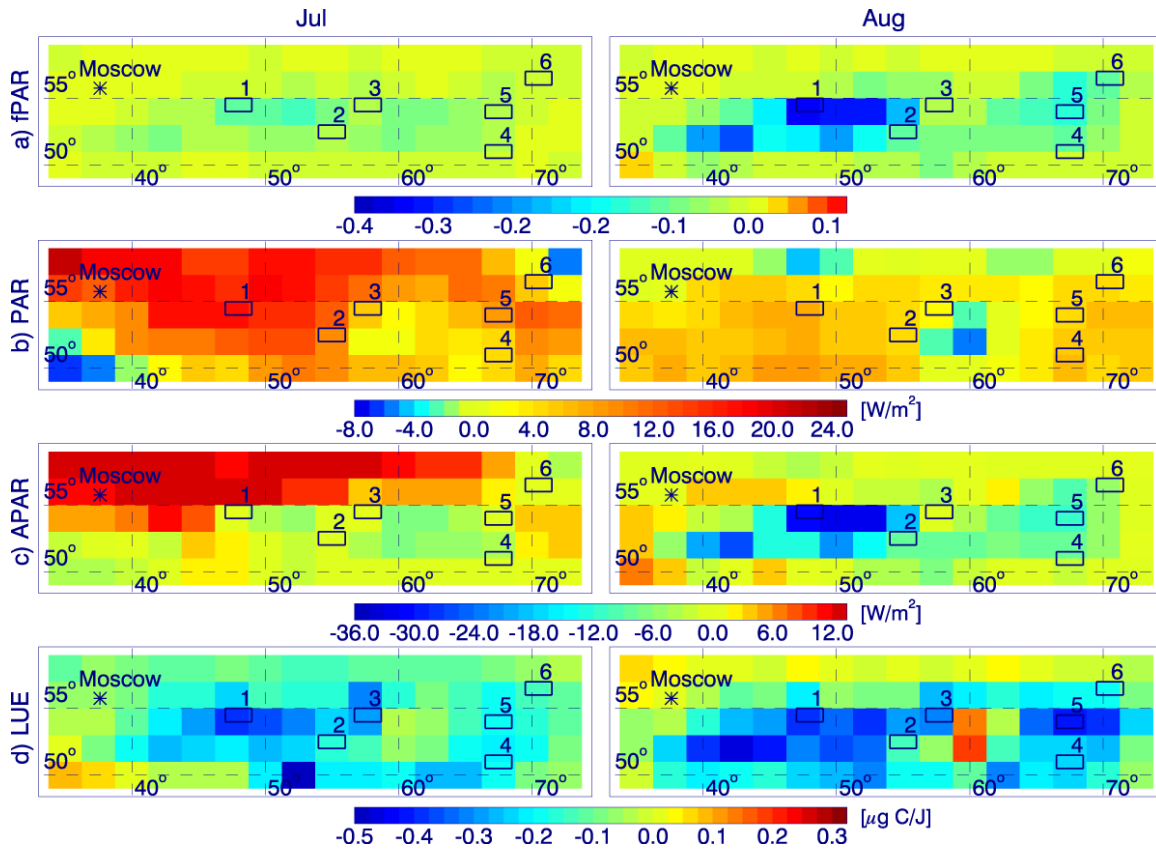 Jul Aug
a) fPAR
Moscow 1 2 3 4 5 6
55° 50° 40° 50° 60° 70°
Moscow 1 2 3 4 5 6
55° 50° 40° 50° 60° 70°
-0.4 -0.3 -0.2 -0.2 -0.1 0.0 0.1
b) PAR
Moscow 1 2 3 4 5 6
55° 50° 40° 50° 60° 70°
Moscow 1 2 3 4 5 6
55° 50° 40° 50° 60° 70°
-8.0 -4.0 0.0 4.0 8.0 12.0 16.0 20.0 24.0 [W/m²]
c) APAR
Moscow 1 2 3 4 5 6
55° 50° 40° 50° 60° 70°
Moscow 1 2 3 4 5 6
55° 50° 40° 50° 60° 70°
-36.0 -30.0 -24.0 -18.0 -12.0 -6.0 0.0 6.0 12.0 [W/m²]
d) LUE
Moscow 1 2 3 4 5 6
55° 50° 40° 50° 60° 70°
Moscow 1 2 3 4 5 6
55° 50° 40° 50° 60° 70°
-0.5 -0.4 -0.3 -0.2 -0.1 0.0 0.1 0.2 0.3 [μg C/J]